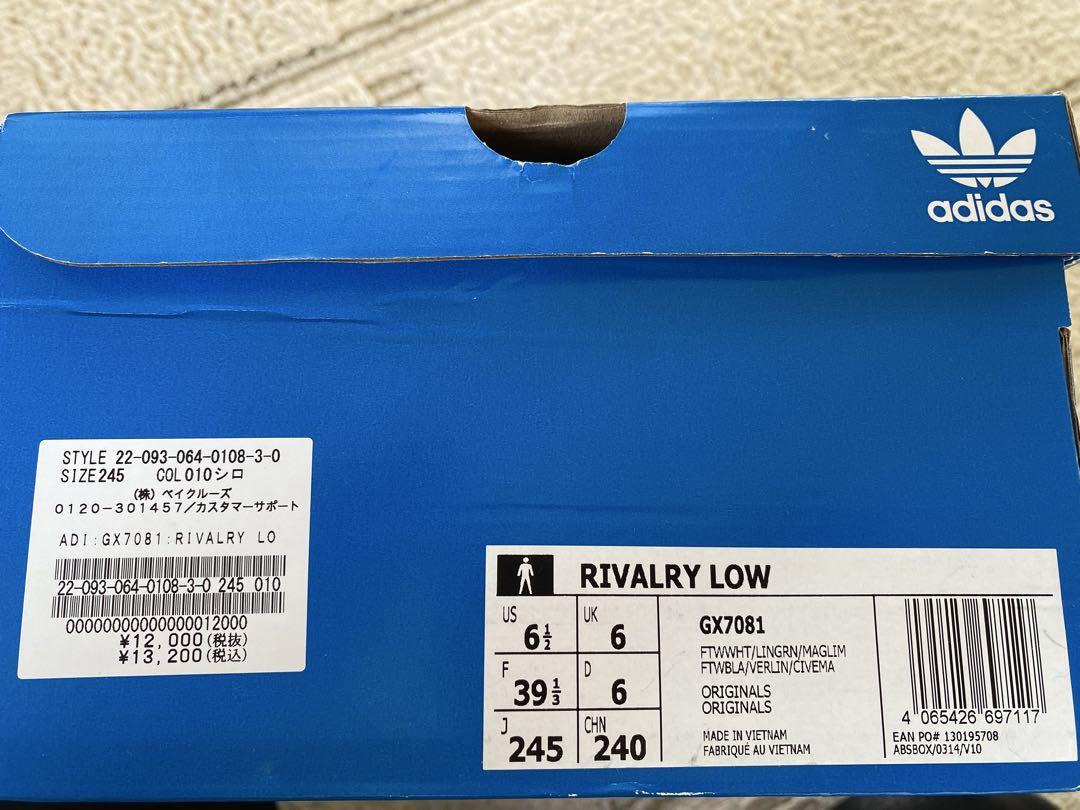 adidas
STYLE 22-093-064-0108-3-0
SIZE245 COL010シロ
(株)ベイクルーズ
0120-301457/カスタマーサポート
ADI:GX7081:RIVALRY LO
22-093-064-0108-3-0 245 010
00000000000000012000
¥12,000(税抜)
¥13,200(税込)
RIVALRY LOW
US 6½ UK 6
F 39⅓ D 6
J 245 CHN 240
GX7081
FTWWHT/LINGRN/MAGLIM
FTWBLA/VERLIN/CIVEMA
ORIGINALS
ORIGINALS
MADE IN VIETNAM
FABRIQUÉ AU VIETNAM
4 065426 697117
EAN PO# 130195708
ABSBOX/0314/V10